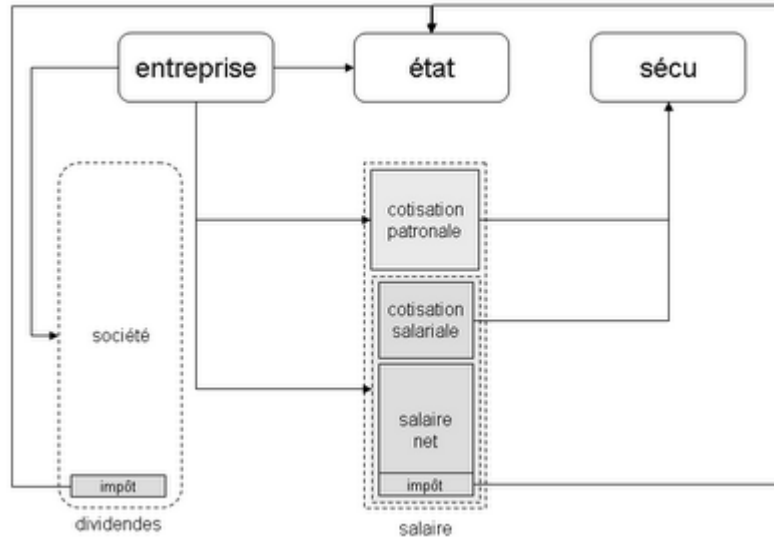 entreprise
état
sécu
cotisation
patronale
cotisation
salariale
société
salaire
net
impôt
impôt
dividendes
salaire